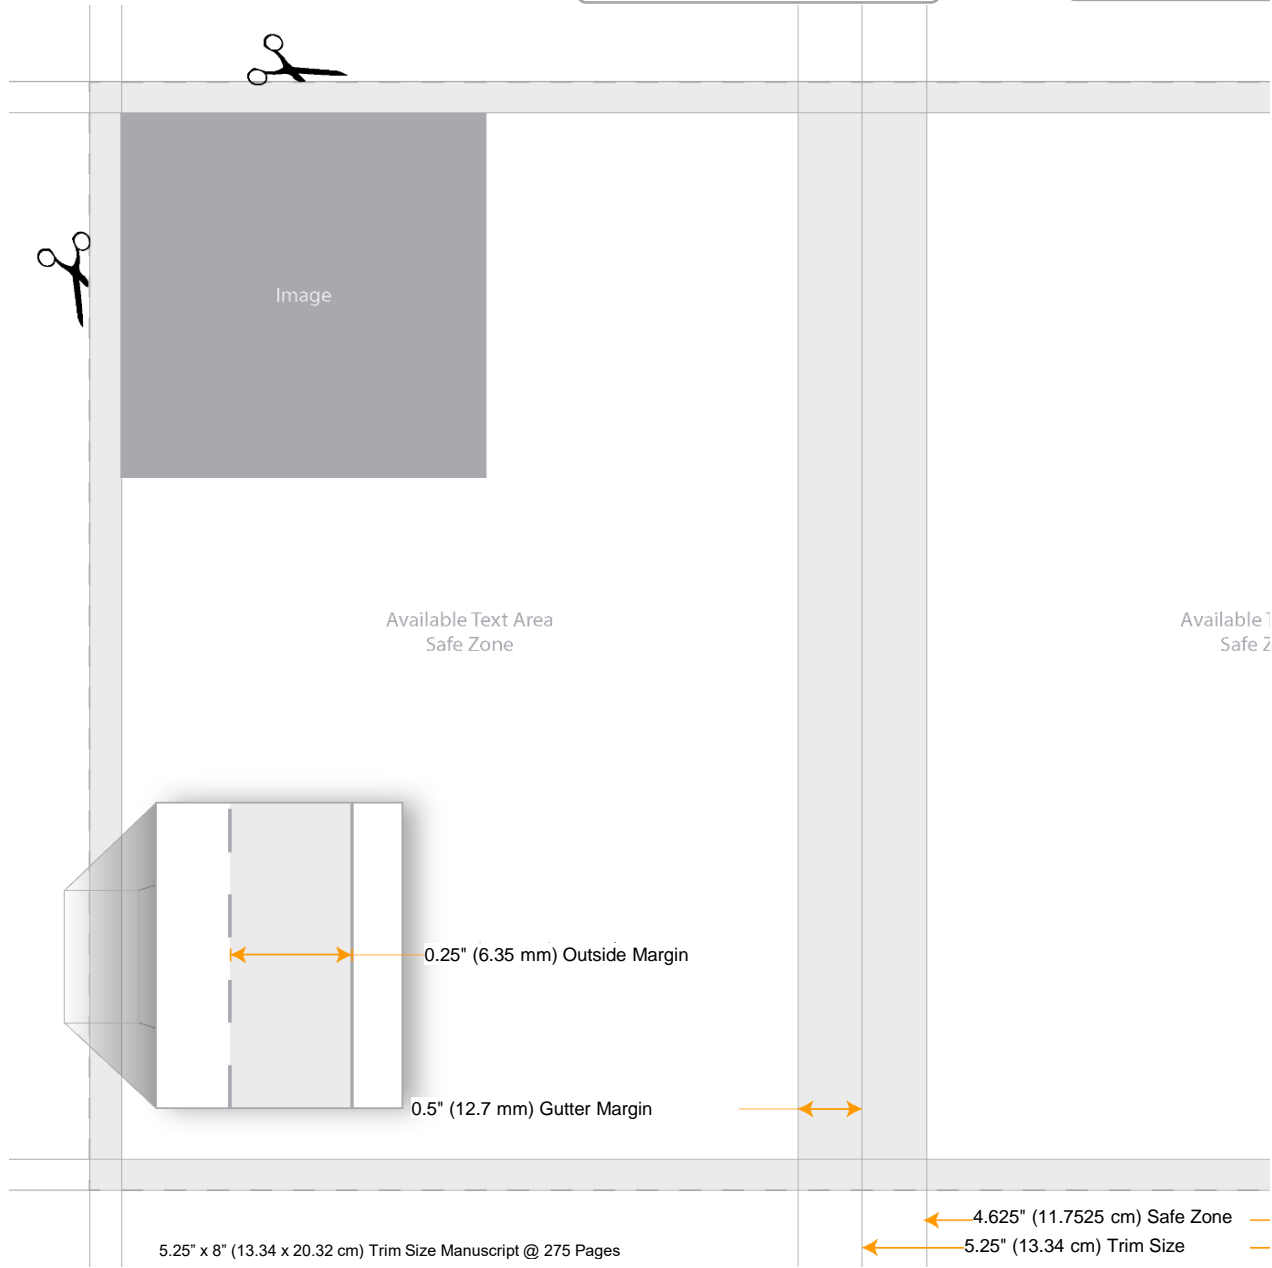 Image
Available Text Area
Safe Zone
Available
Safe
0.25" (6.35 mm) Outside Margin
0.5" (12.7 mm) Gutter Margin
4.625" (11.7525 cm) Safe Zone
5.25" (13.34 cm) Trim Size
5.25” x 8” (13.34 x 20.32 cm) Trim Size Manuscript @ 275 Pages